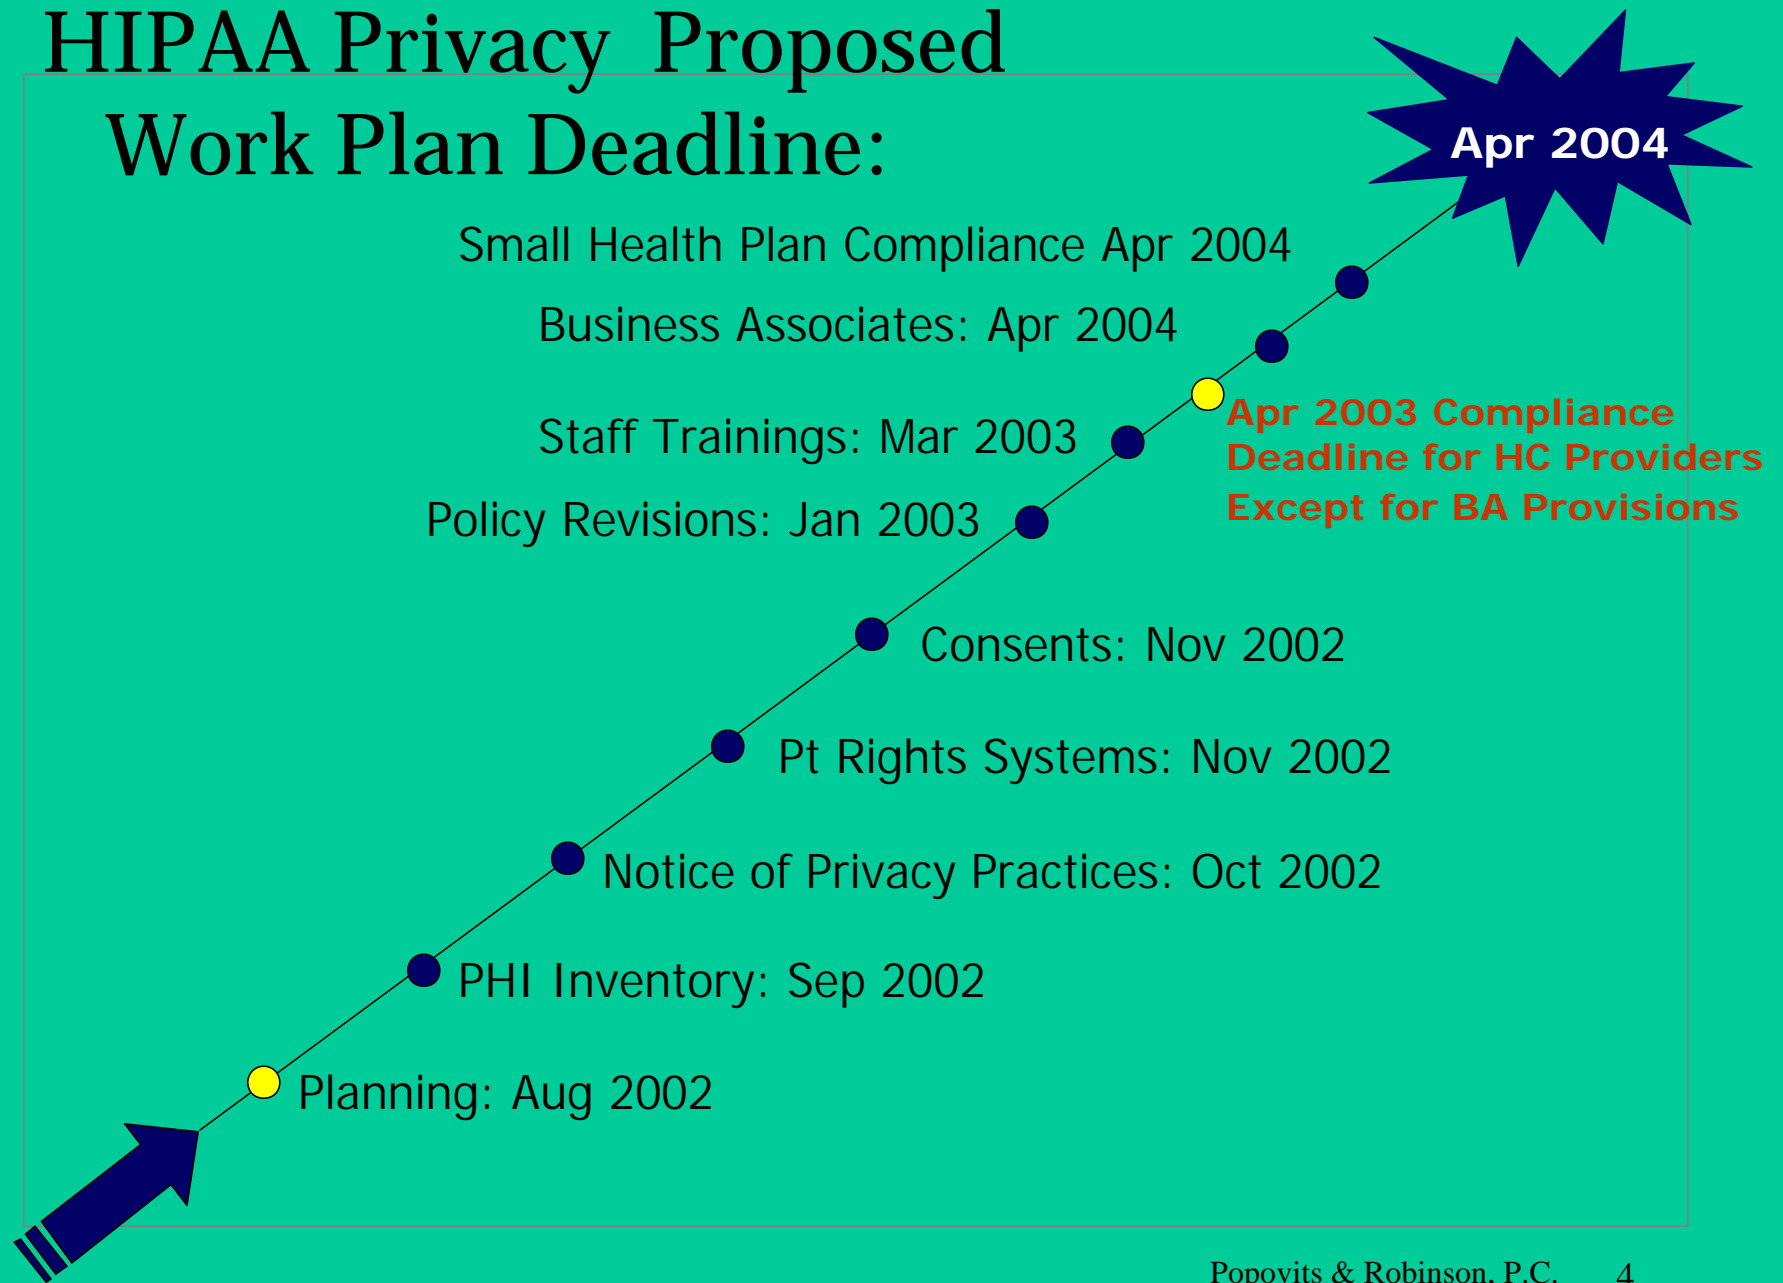 HIPAA Privacy Proposed
Work Plan Deadline:
Apr 2004
Small Health Plan Compliance Apr 2004
Business Associates: Apr 2004
Apr 2003 Compliance
Deadline for HC Providers
Except for BA Provisions
Staff Trainings: Mar 2003
Policy Revisions: Jan 2003
Consents: Nov 2002
Pt Rights Systems: Nov 2002
Notice of Privacy Practices: Oct 2002
PHI Inventory: Sep 2002
Planning: Aug 2002
Popovits & Robinson, P.C. 4